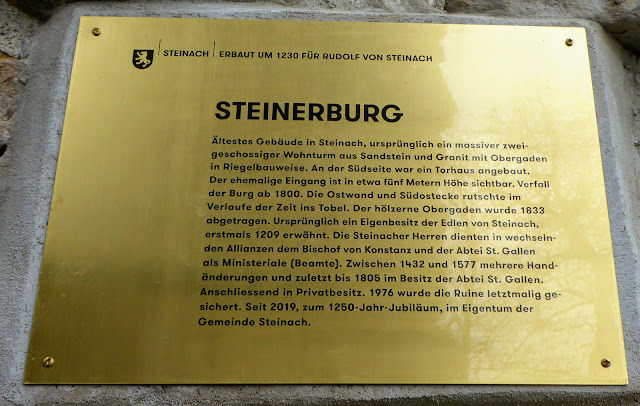 STEINACH ERBAUT UM 1230 FÜR RUDOLF VON STEINACH
STEINERBURG
Ältestes Gebäude in Steinach, ursprünglich ein massiver zwei-
geschossiger Wohnturm aus Sandstein und Granit mit Obergaden
in Riegelbauweise. An der Südseite war ein Torhaus angebaut.
Der ehemalige Eingang ist in etwa fünf Metern Höhe sichtbar. Verfall
der Burg ab 1800. Die Ostwand und Südostecke rutschte im
Verlaufe der Zeit ins Tobel. Der hölzerne Obergaden wurde 1833
abgetragen. Ursprünglich ein Eigenbesitz der Edlen von Steinach,
erstmals 1209 erwähnt. Die Steinacher Herren dienten in wechseln-
den Allianzen dem Bischof von Konstanz und der Abtei St. Gallen
als Ministeriale (Beamte). Zwischen 1432 und 1577 mehrere Hand-
änderungen und zuletzt bis 1805 im Besitz der Abtei St. Gallen.
Anschliessend in Privatbesitz. 1976 wurde die Ruine letztmalig ge-
sichert. Seit 2019, zum 1250-Jahr-Jubiläum, im Eigentum der
Gemeinde Steinach.